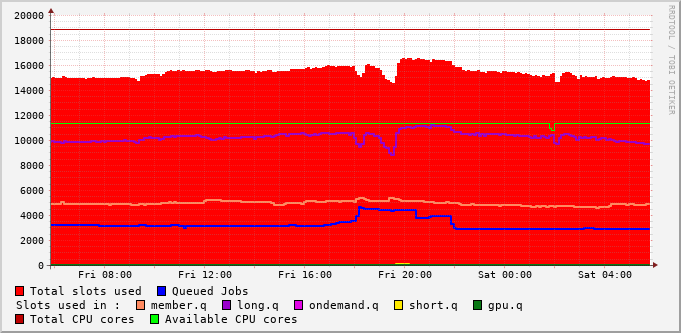 RRDTOOL / TOBI OETIKER
20000
18000
16000
14000
12000
10000
8000
6000
4000
2000
0
Fri 08:00 Fri 12:00 Fri 16:00 Fri 20:00 Sat 00:00 Sat 04:00
Total slots used Queued Jobs
Slots used in : member.q long.q ondemand.q short.q gpu.q
Total CPU cores Available CPU cores